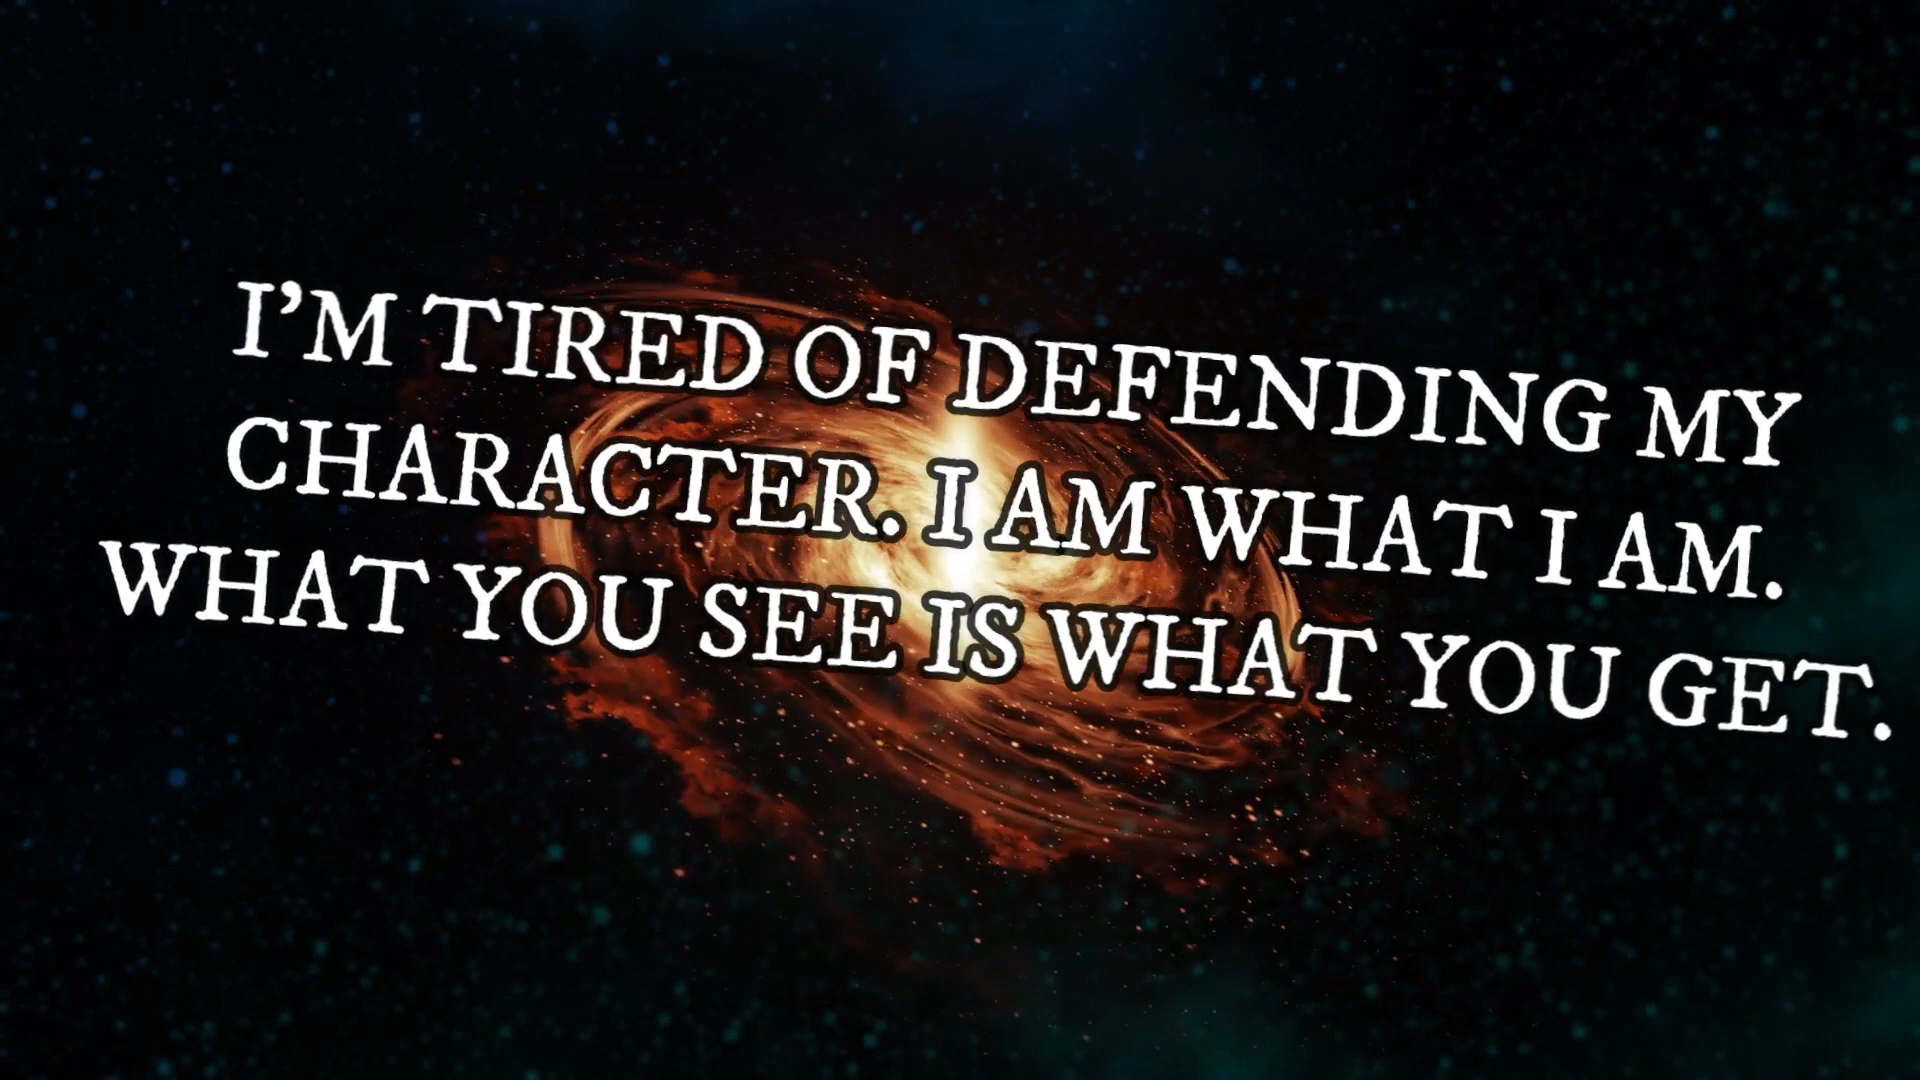 I’M TIRED OF DEFENDING MY
CHARACTER. I AM WHAT I AM.
WHAT YOU SEE IS WHAT YOU GET.